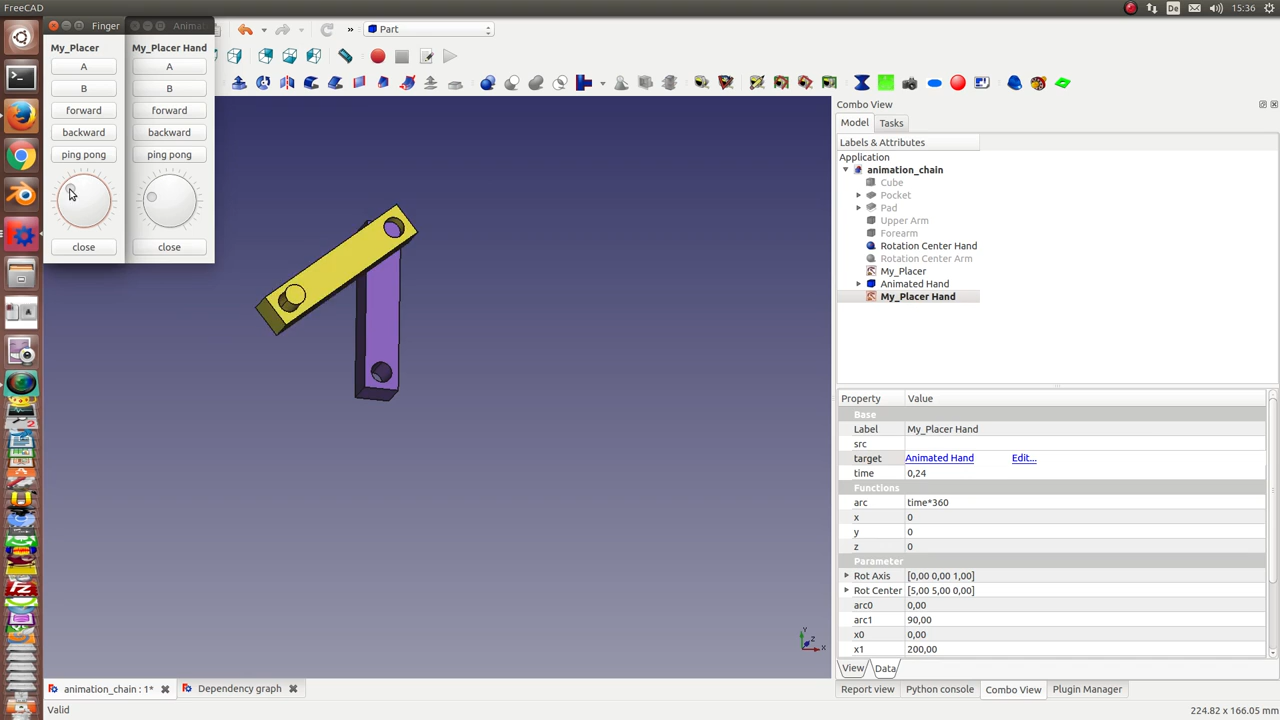 FreeCAD
De
15:36
Finger
Animat
Part
My_Placer
My_Placer Hand
A
A
B
B
forward
forward
backward
backward
ping pong
ping pong
close
close
Combo View
Model
Tasks
Labels & Attributes
Application
animation_chain
Cube
Pocket
Pad
Upper Arm
Forearm
Rotation Center Hand
Rotation Center Arm
My_Placer
Animated Hand
My_Placer Hand
Property Value
Base
Label My_Placer Hand
src
target Animated Hand Edit...
time 0,24
Functions
arc time*360
x 0
y 0
z 0
Parameter
Rot Axis [0,00 0,00 1,00]
Rot Center [5,00 5,00 0,00]
arc0 0,00
arc1 90,00
x0 0,00
x1 200,00
Y
Z
X
View
Data
animation_chain : 1*
Dependency graph
Report view
Python console
Combo View
Plugin Manager
Valid
224.82 x 166.05 mm